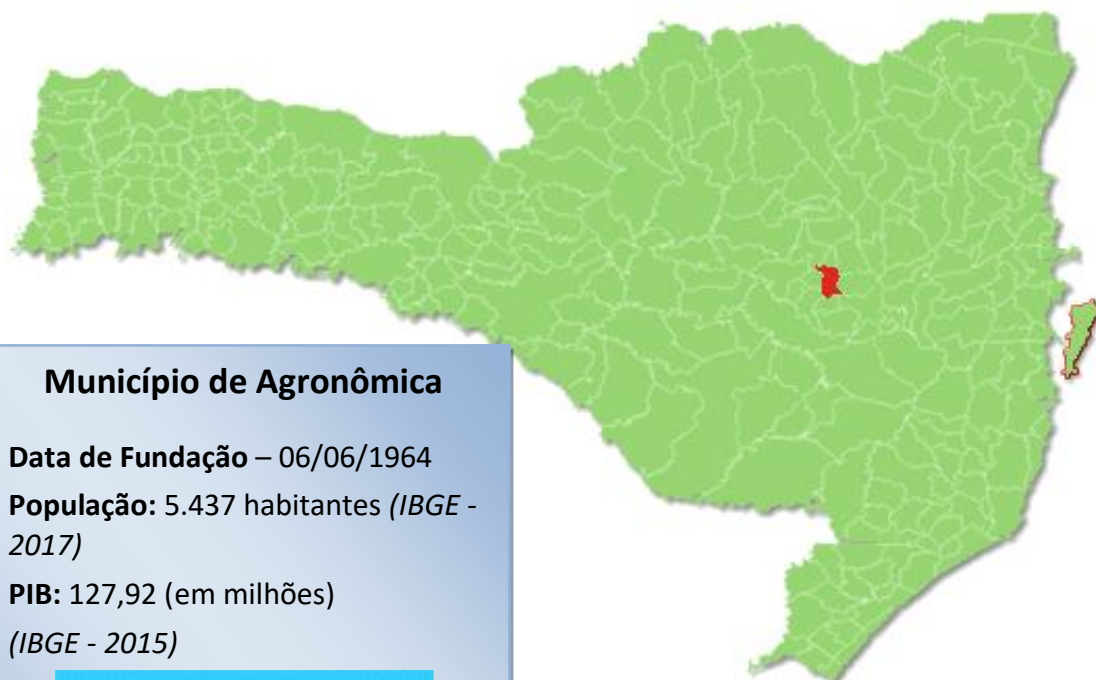 Município de Agronômica
Data de Fundação – 06/06/1964
População: 5.437 habitantes (IBGE -
2017)
PIB: 127,92 (em milhões)
(IBGE - 2015)